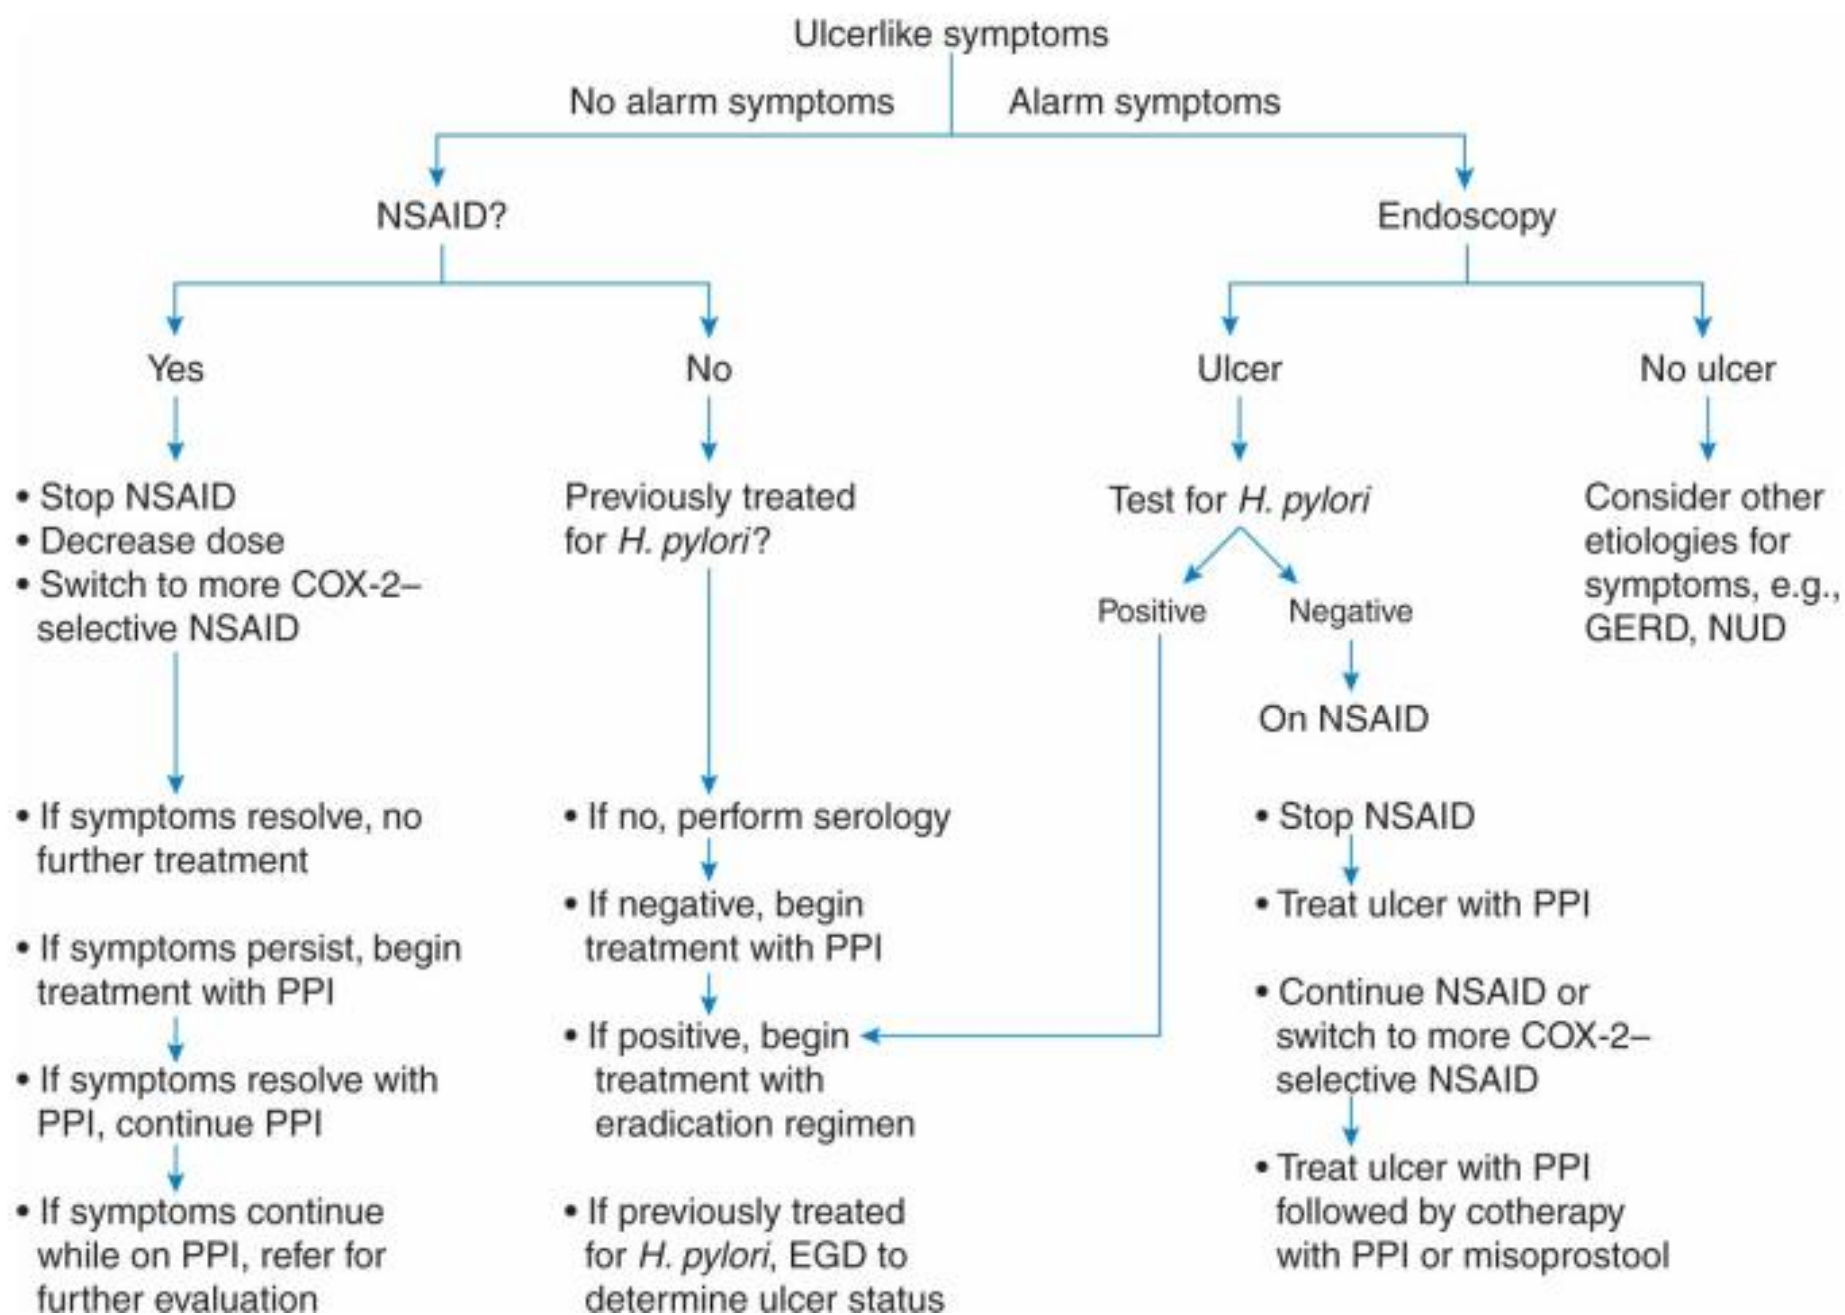 Ulcerlike symptoms
No alarm symptoms
Alarm symptoms
NSAID?
Endoscopy
Yes
No
Ulcer
No ulcer
• Stop NSAID
• Decrease dose
• Switch to more COX-2–
selective NSAID
Previously treated
for H. pylori?
Test for H. pylori
Consider other
etiologies for
symptoms, e.g.,
GERD, NUD
Positive
Negative
On NSAID
• If symptoms resolve, no
further treatment
• If symptoms persist, begin
treatment with PPI
• If symptoms resolve with
PPI, continue PPI
• If symptoms continue
while on PPI, refer for
further evaluation
• If no, perform serology
• If negative, begin
treatment with PPI
• If positive, begin
treatment with
eradication regimen
• If previously treated
for H. pylori, EGD to
determine ulcer status
• Stop NSAID
• Treat ulcer with PPI
• Continue NSAID or
switch to more COX-2–
selective NSAID
• Treat ulcer with PPI
followed by cotherapy
with PPI or misoprostool